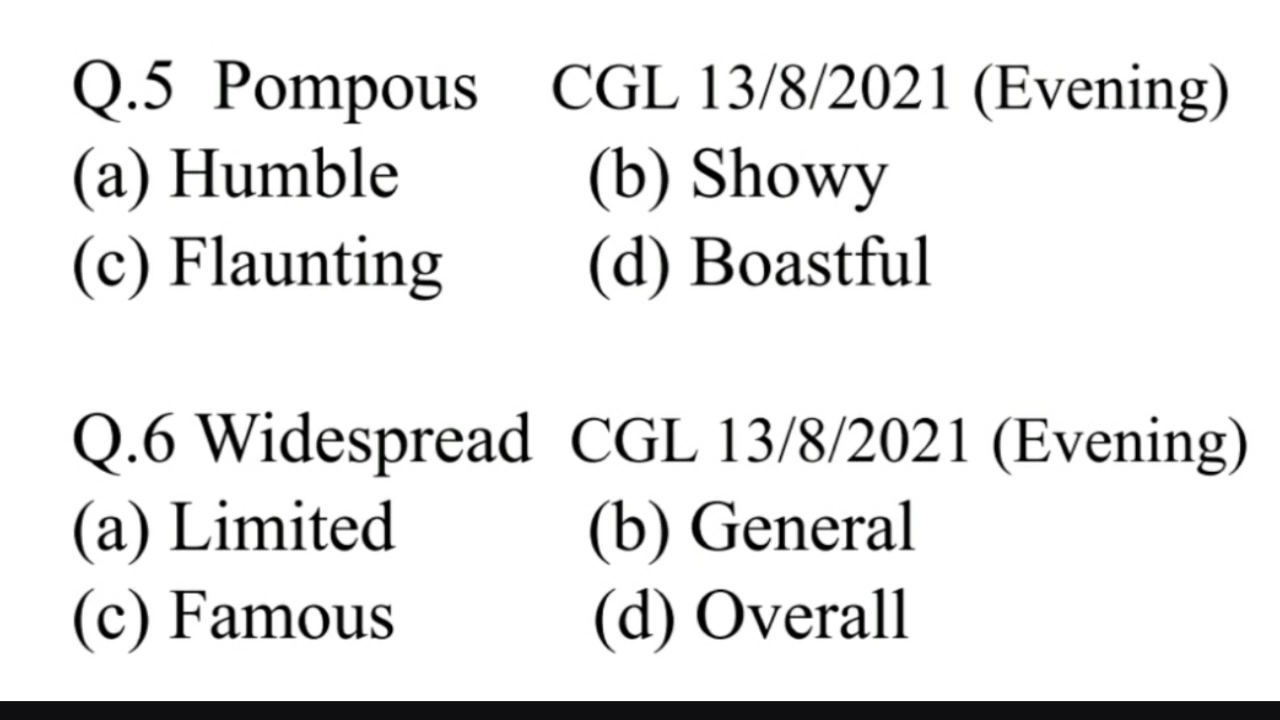 Q.5 Pompous CGL 13/8/2021 (Evening)
(a) Humble (b) Showy
(c) Flaunting (d) Boastful
Q.6 Widespread CGL 13/8/2021 (Evening)
(a) Limited (b) General
(c) Famous (d) Overall